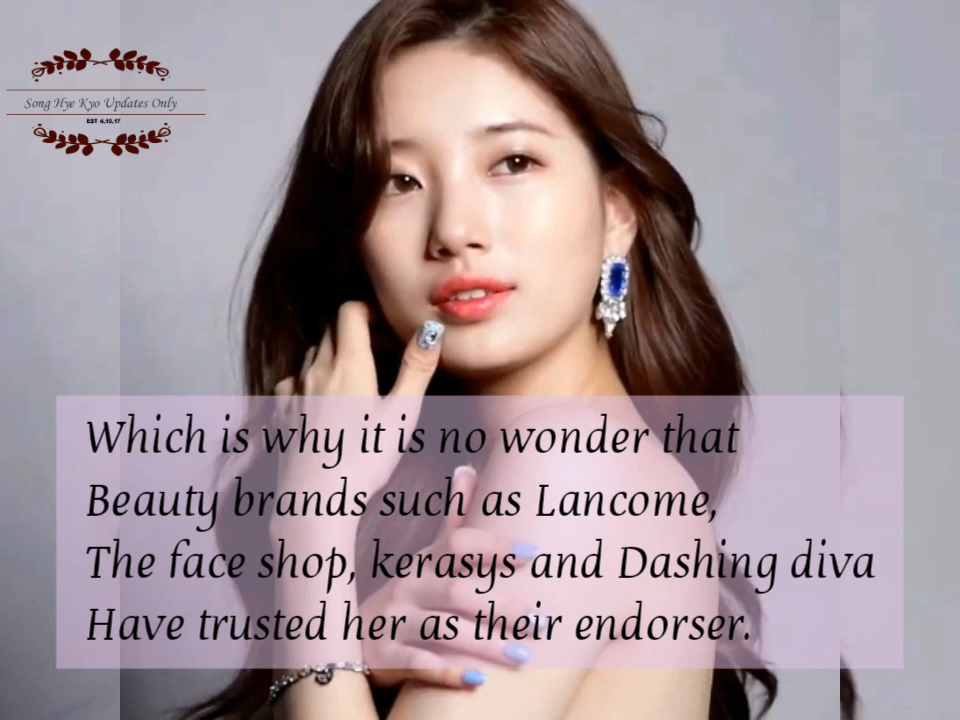 Song Hye Kyo Updates Only
EST 4.10.17
Which is why it is no wonder that
Beauty brands such as Lancome,
The face shop, kerasys and Dashing diva
Have trusted her as their endorser.